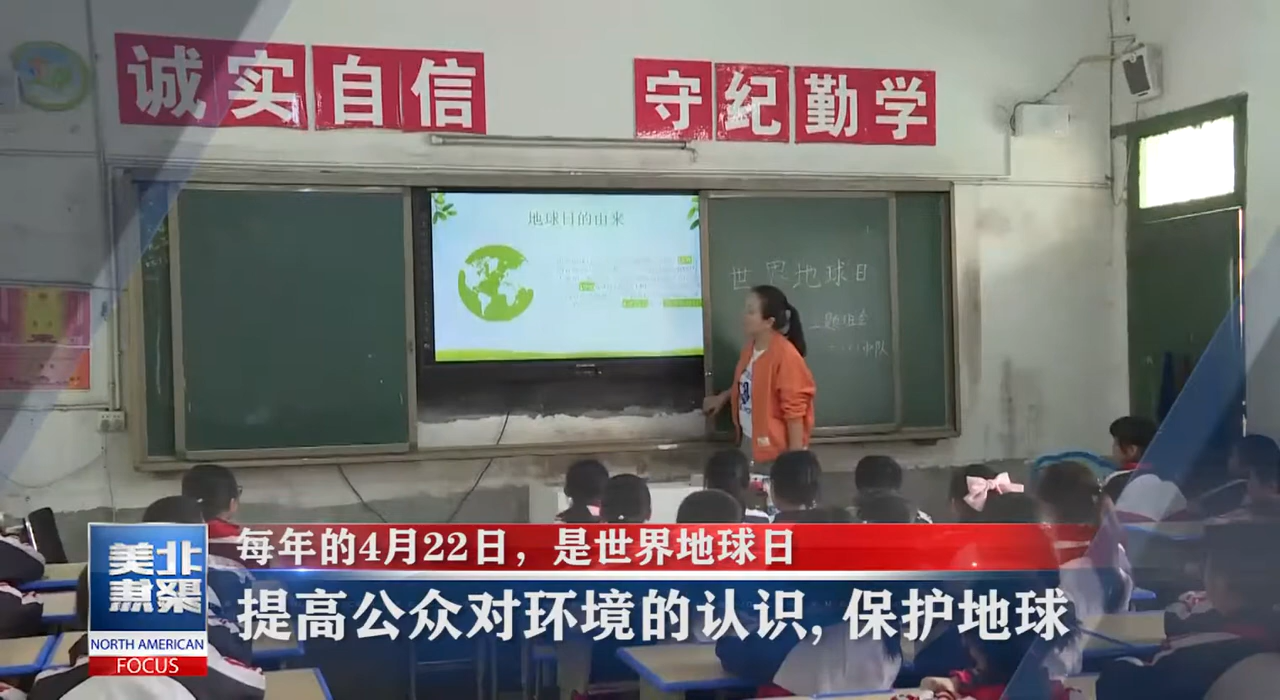 诚实自信 守纪勤学
地球日的由来
世界地球日
每年的4月22日，是世界地球日
提高公众对环境的认识，保护地球
北美聚焦
NORTH AMERICAN
FOCUS